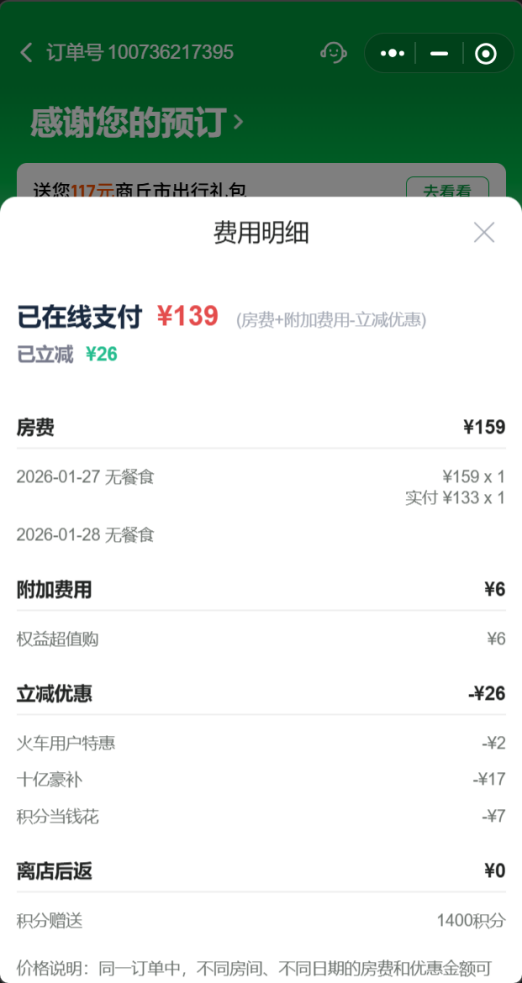 订单号 100736217395
感谢您的预订
送您117元商丘市出行礼包 去看看
费用明细
已在线支付 ¥139 (房费+附加费用-立减优惠)
已立减 ¥26
房费 ¥159
2026-01-27 无餐食 ¥159 x 1
实付 ¥133 x 1
2026-01-28 无餐食
附加费用 ¥6
权益超值购 ¥6
立减优惠 -¥26
火车用户特惠 -¥2
十亿豪补 -¥17
积分当钱花 -¥7
离店后返 ¥0
积分赠送 1400积分
价格说明：同一订单中，不同房间、不同日期的房费和优惠金额可